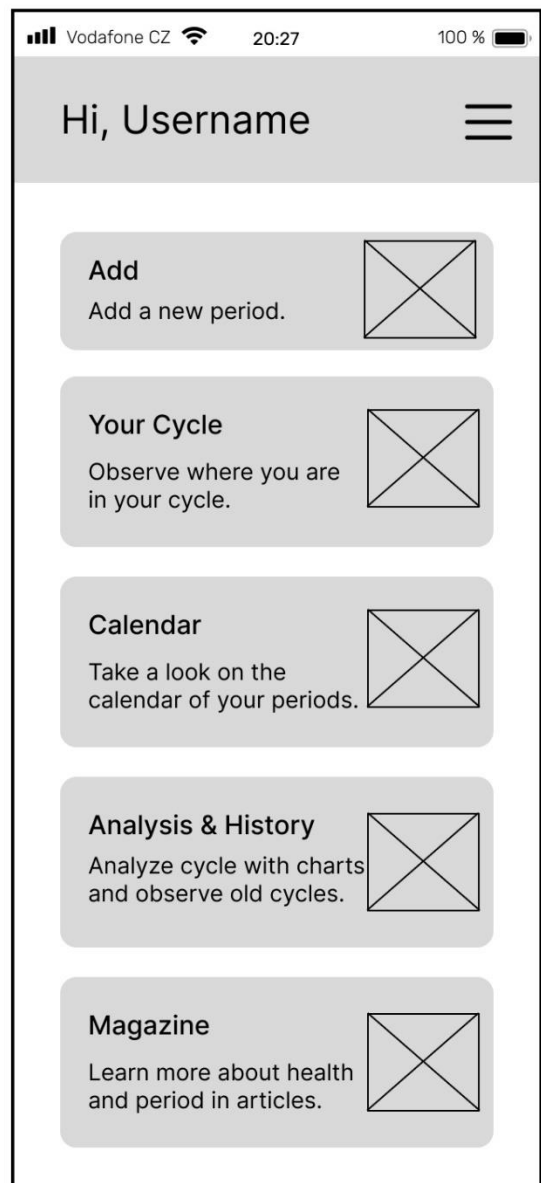 Vodafone CZ 20:27 100 %
Hi, Username
Add
Add a new period.
Your Cycle
Observe where you are
in your cycle.
Calendar
Take a look on the
calendar of your periods.
Analysis & History
Analyze cycle with charts
and observe old cycles.
Magazine
Learn more about health
and period in articles.